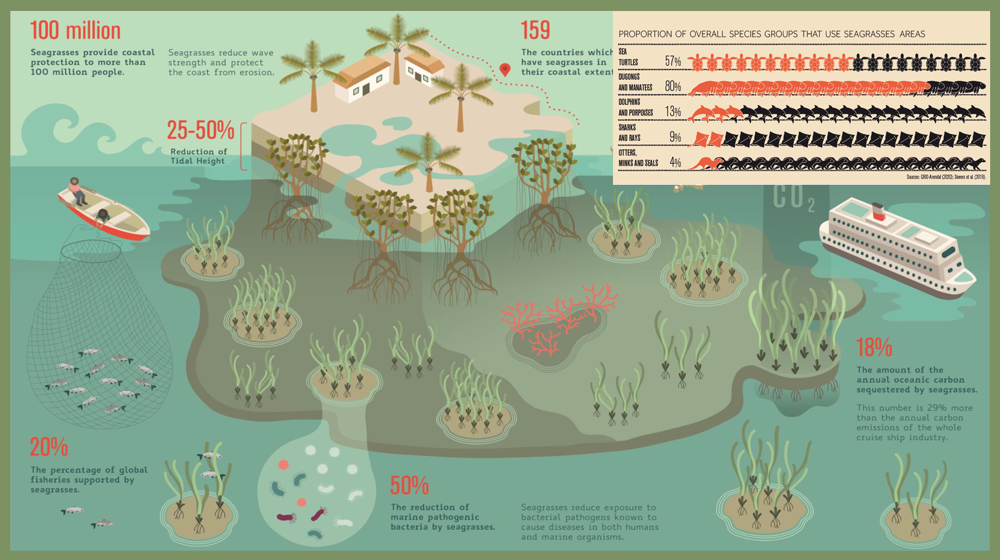 100 million
Seagrasses provide coastal
protection to more than
100 million people.
Seagrasses reduce wave
strength and protect
the coast from erosion.
25-50%
Reduction of
Tidal Height
159
The countries which
have seagrasses in
their coastal extent
PROPORTION OF OVERALL SPECIES GROUPS THAT USE SEAGRASSES AREAS
SEA
TURTLES 57%
DUGONGS
AND MANATEES 80%
DOLPHINS
AND PORPOISES 13%
SHARKS
AND RAYS 9%
OTTERS,
MINKS AND SEALS 4%
Sources: GRID-Arendal (2020); Sievers et al. (2019).
CO2
18%
The amount of the
annual oceanic carbon
sequestered by seagrasses.
This number is 29% more
than the annual carbon
emissions of the whole
cruise ship industry.
20%
The percentage of global
fisheries supported by
seagrasses.
50%
The reduction of
marine pathogenic
bacteria by seagrasses.
Seagrasses reduce exposure to
bacterial pathogens known to
cause diseases in both humans
and marine organisms.